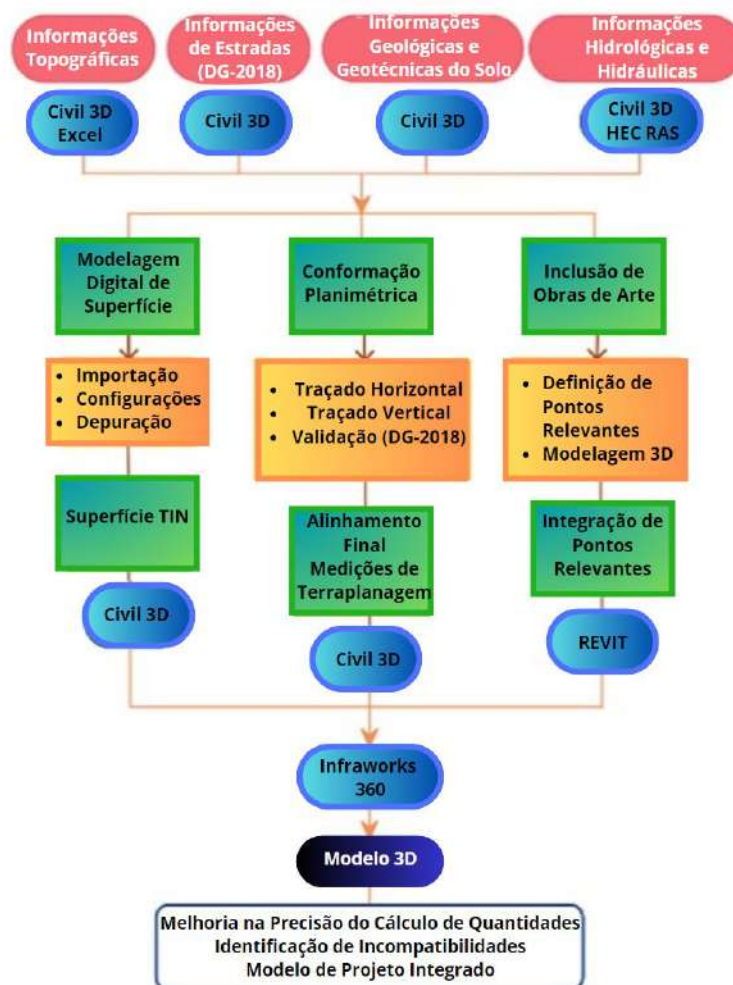 Informações
Topográficas
Informações
de Estradas
(DG-2018)
Informações
Geológicas e
Geotécnicas do Solo
Informações
Hidrológicas e
Hidráulicas
Civil 3D
Excel
Civil 3D
Civil 3D
Civil 3D
HEC RAS
Modelagem
Digital de
Superfície
Conformação
Planimétrica
Inclusão de
Obras de Arte
• Importação
• Configurações
• Depuração
• Traçado Horizontal
• Traçado Vertical
• Validação (DG-2018)
• Definição de
Pontos
Relevantes
• Modelagem 3D
Superfície TIN
Alinhamento
Final
Medições de
Terraplanagem
Integração de
Pontos
Relevantes
Civil 3D
Civil 3D
REVIT
Infraworks
360
Modelo 3D
Melhoria na Precisão do Cálculo de Quantidades
Identificação de Incompatibilidades
Modelo de Projeto Integrado